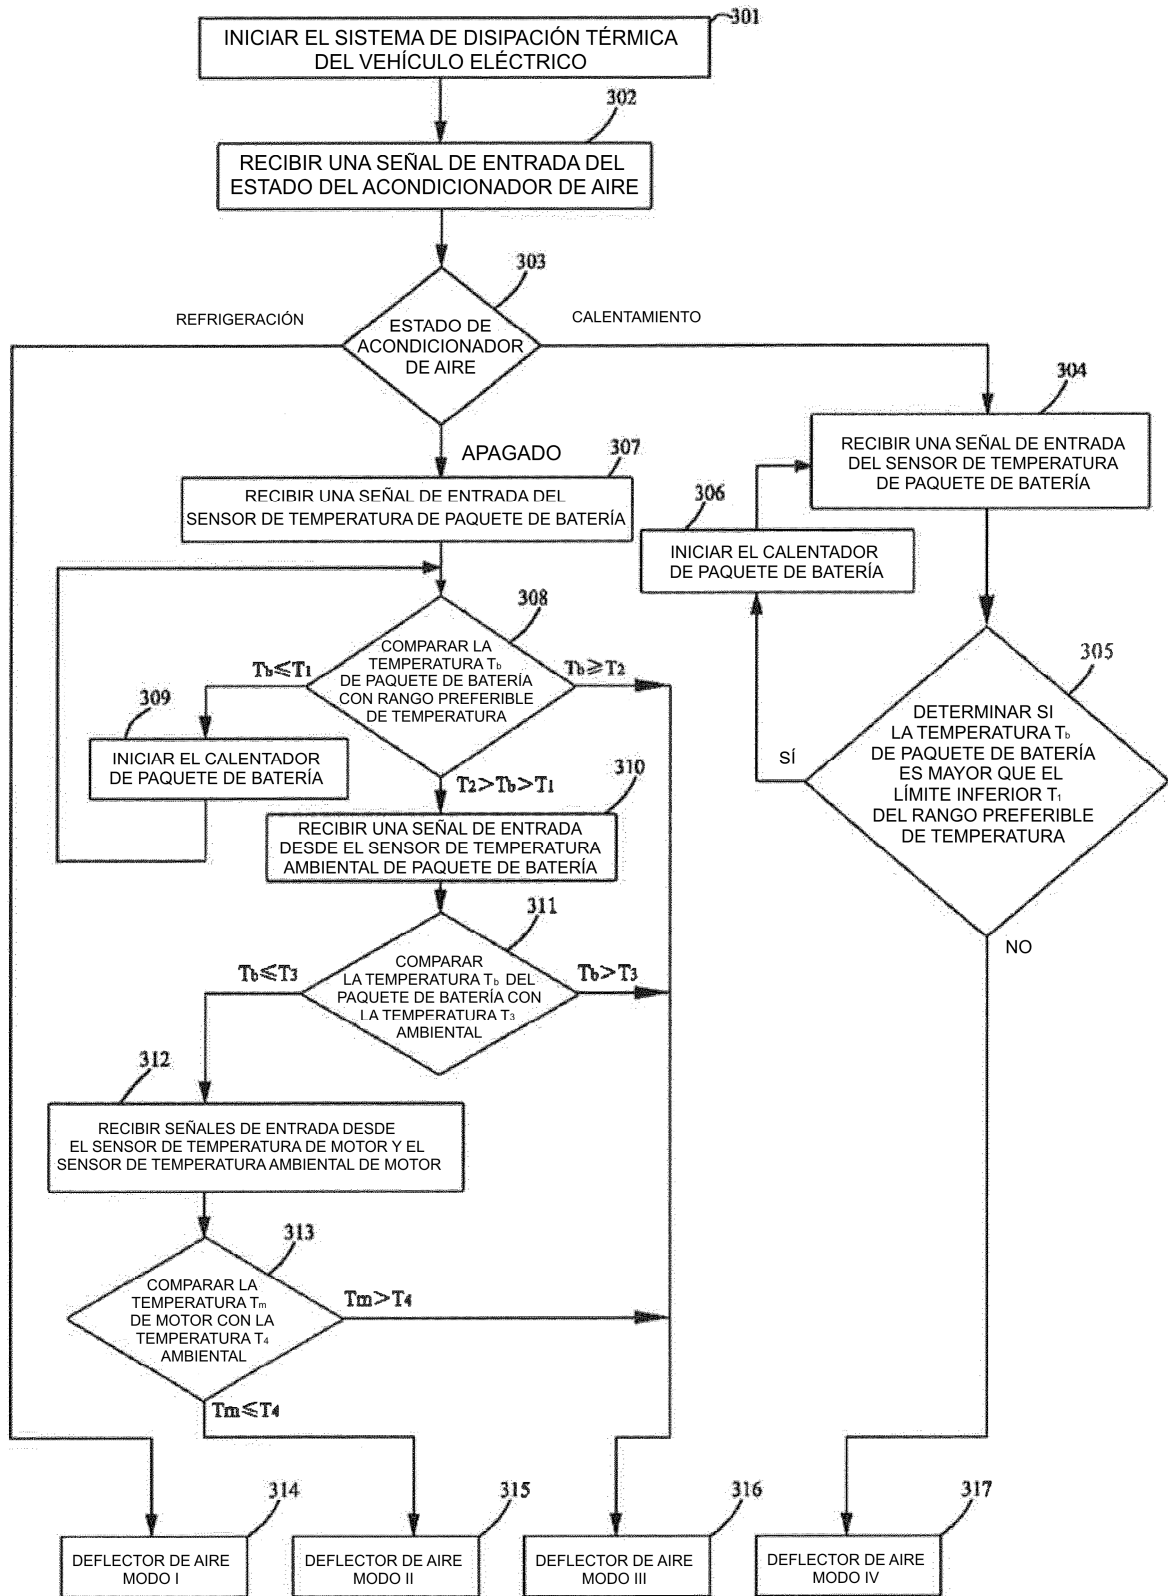 301
INICIAR EL SISTEMA DE DISIPACIÓN TÉRMICA
DEL VEHÍCULO ELÉCTRICO
302
RECIBIR UNA SEÑAL DE ENTRADA DEL
ESTADO DEL ACONDICIONADOR DE AIRE
303
REFRIGERACIÓN
CALENTAMIENTO
ESTADO DE
ACONDICIONADOR
DE AIRE
304
RECIBIR UNA SEÑAL DE ENTRADA
DEL SENSOR DE TEMPERATURA
DE PAQUETE DE BATERÍA
APAGADO
307
RECIBIR UNA SEÑAL DE ENTRADA DEL
SENSOR DE TEMPERATURA DE PAQUETE DE BATERÍA
306
INICIAR EL CALENTADOR
DE PAQUETE DE BATERÍA
308
COMPARAR LA
TEMPERATURA Tb
DE PAQUETE DE BATERÍA
CON RANGO PREFERIBLE
DE TEMPERATURA
Tb≤T1
Tb≥T2
305
DETERMINAR SI
LA TEMPERATURA Tb
DE PAQUETE DE BATERÍA
ES MAYOR QUE EL
LÍMITE INFERIOR T1
DEL RANGO PREFERIBLE
DE TEMPERATURA
SÍ
NO
309
INICIAR EL CALENTADOR
DE PAQUETE DE BATERÍA
T2>Tb>T1
310
RECIBIR UNA SEÑAL DE ENTRADA
DESDE EL SENSOR DE TEMPERATURA
AMBIENTAL DE PAQUETE DE BATERÍA
311
COMPARAR
LA TEMPERATURA Tb DEL
PAQUETE DE BATERÍA CON
LA TEMPERATURA T3
AMBIENTAL
Tb≤T3
Tb>T3
312
RECIBIR SEÑALES DE ENTRADA DESDE
EL SENSOR DE TEMPERATURA DE MOTOR Y EL
SENSOR DE TEMPERATURA AMBIENTAL DE MOTOR
313
COMPARAR LA
TEMPERATURA Tm
DE MOTOR CON LA
TEMPERATURA T4
AMBIENTAL
Tm>T4
Tm≤T4
314
DEFLECTOR DE AIRE
MODO I
315
DEFLECTOR DE AIRE
MODO II
316
DEFLECTOR DE AIRE
MODO III
317
DEFLECTOR DE AIRE
MODO IV